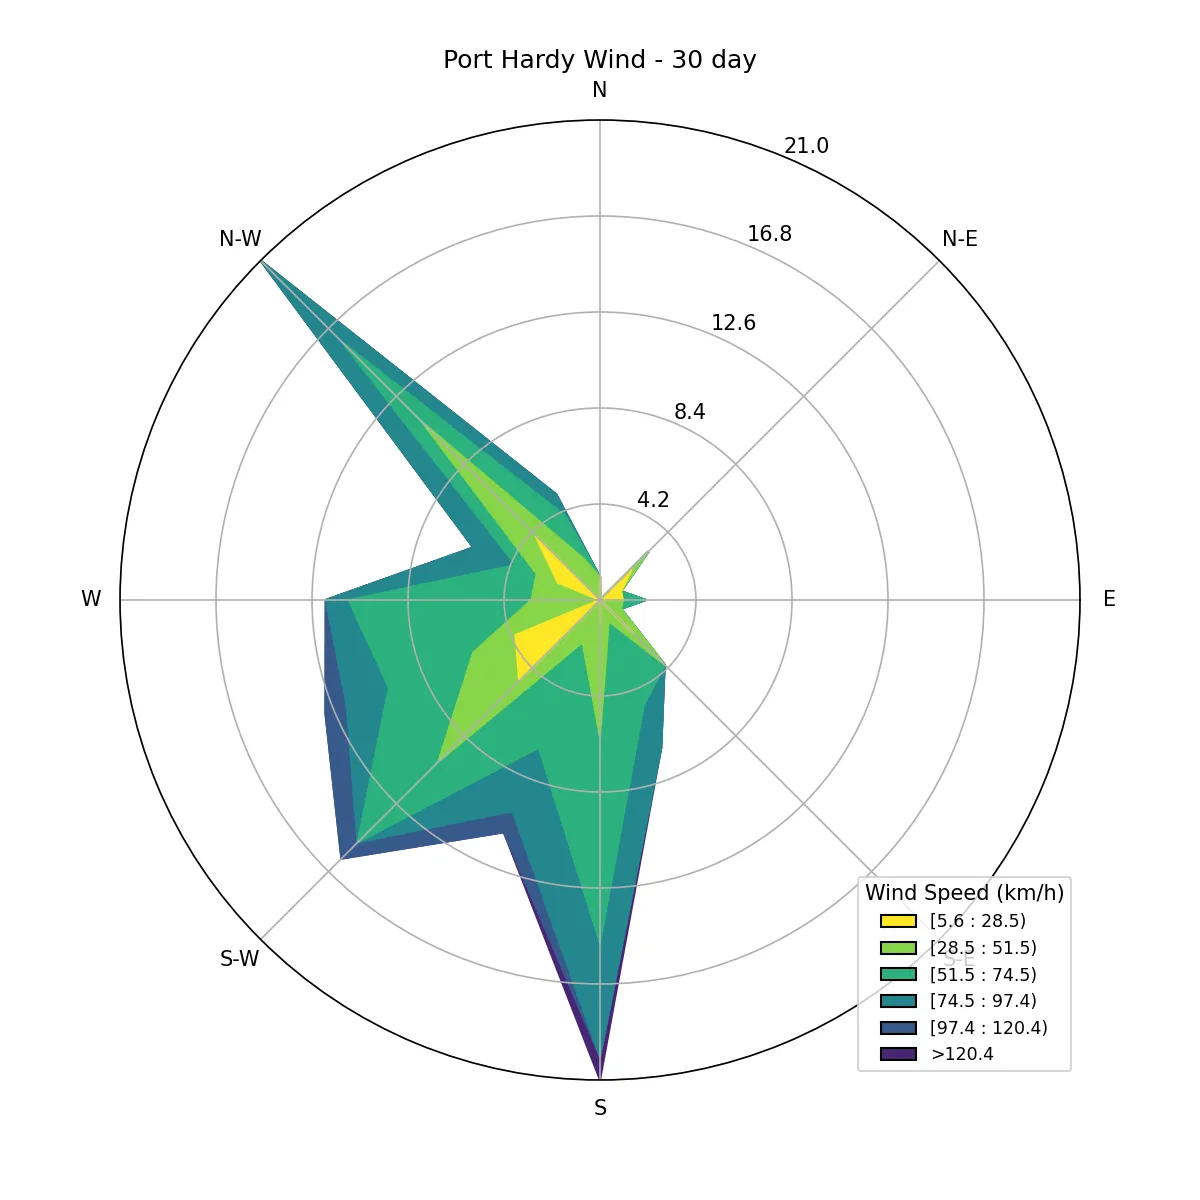 Port Hardy Wind - 30 day
N
21.0
16.8
N-W
N-E
12.6
8.4
4.2
W
E
S-W
S-E
S
Wind Speed (km/h)
[5.6 : 28.5)
[28.5 : 51.5)
[51.5 : 74.5)
[74.5 : 97.4)
[97.4 : 120.4)
>120.4